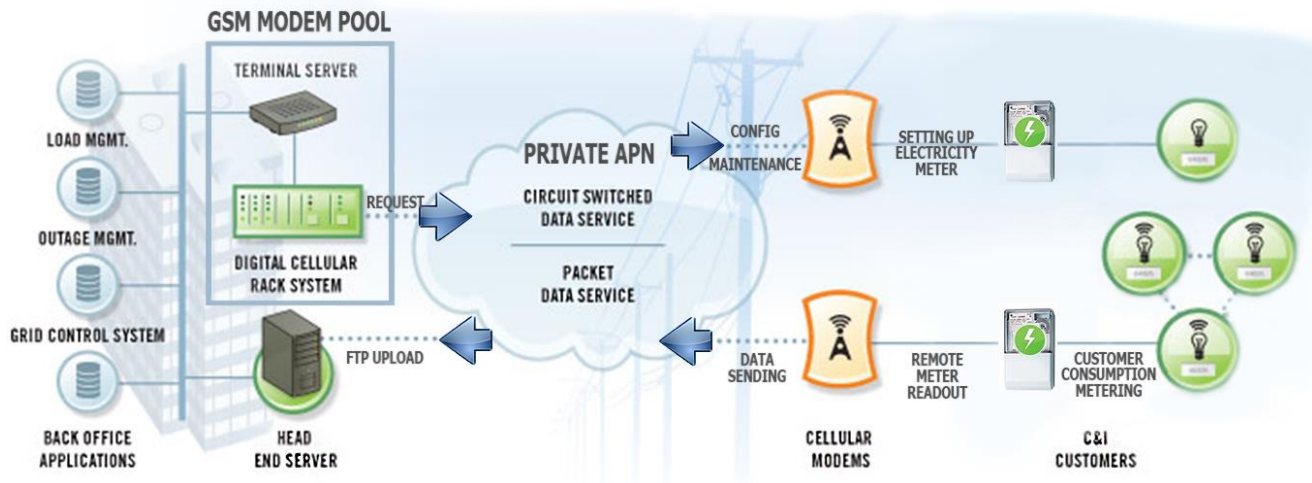 GSM MODEM POOL
TERMINAL SERVER
LOAD MGMT.
OUTAGE MGMT.
GRID CONTROL SYSTEM
BACK OFFICE
APPLICATIONS
DIGITAL CELLULAR
RACK SYSTEM
HEAD
END SERVER
REQUEST
FTP UPLOAD
PRIVATE APN
CIRCUIT SWITCHED
DATA SERVICE
PACKET
DATA SERVICE
CONFIG
MAINTENANCE
DATA
SENDING
CELLULAR
MODEMS
SETTING UP
ELECTRICITY
METER
REMOTE
METER
READOUT
CUSTOMER
CONSUMPTION
METERING
C&I
CUSTOMERS